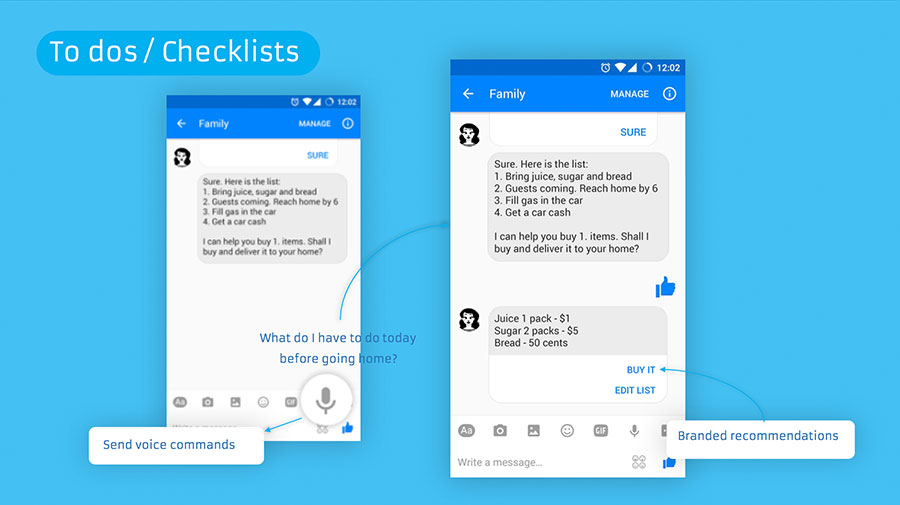 To dos / Checklists
12:02
Family
MANAGE
SURE
Sure. Here is the list:
1. Bring juice, sugar and bread
2. Guests coming. Reach home by 6
3. Fill gas in the car
4. Get a car cash
I can help you buy 1. items. Shall I
buy and deliver it to your home?
What do I have to do today
before going home?
Aa
GIF
Write a message...
Send voice commands
12:02
Family
MANAGE
SURE
Sure. Here is the list:
1. Bring juice, sugar and bread
2. Guests coming. Reach home by 6
3. Fill gas in the car
4. Get a car cash
I can help you buy 1. items. Shall I
buy and deliver it to your home?
Juice 1 pack - $1
Sugar 2 packs - $5
Bread - 50 cents
BUY IT
EDIT LIST
Aa
GIF
Branded recommendations
Write a message...